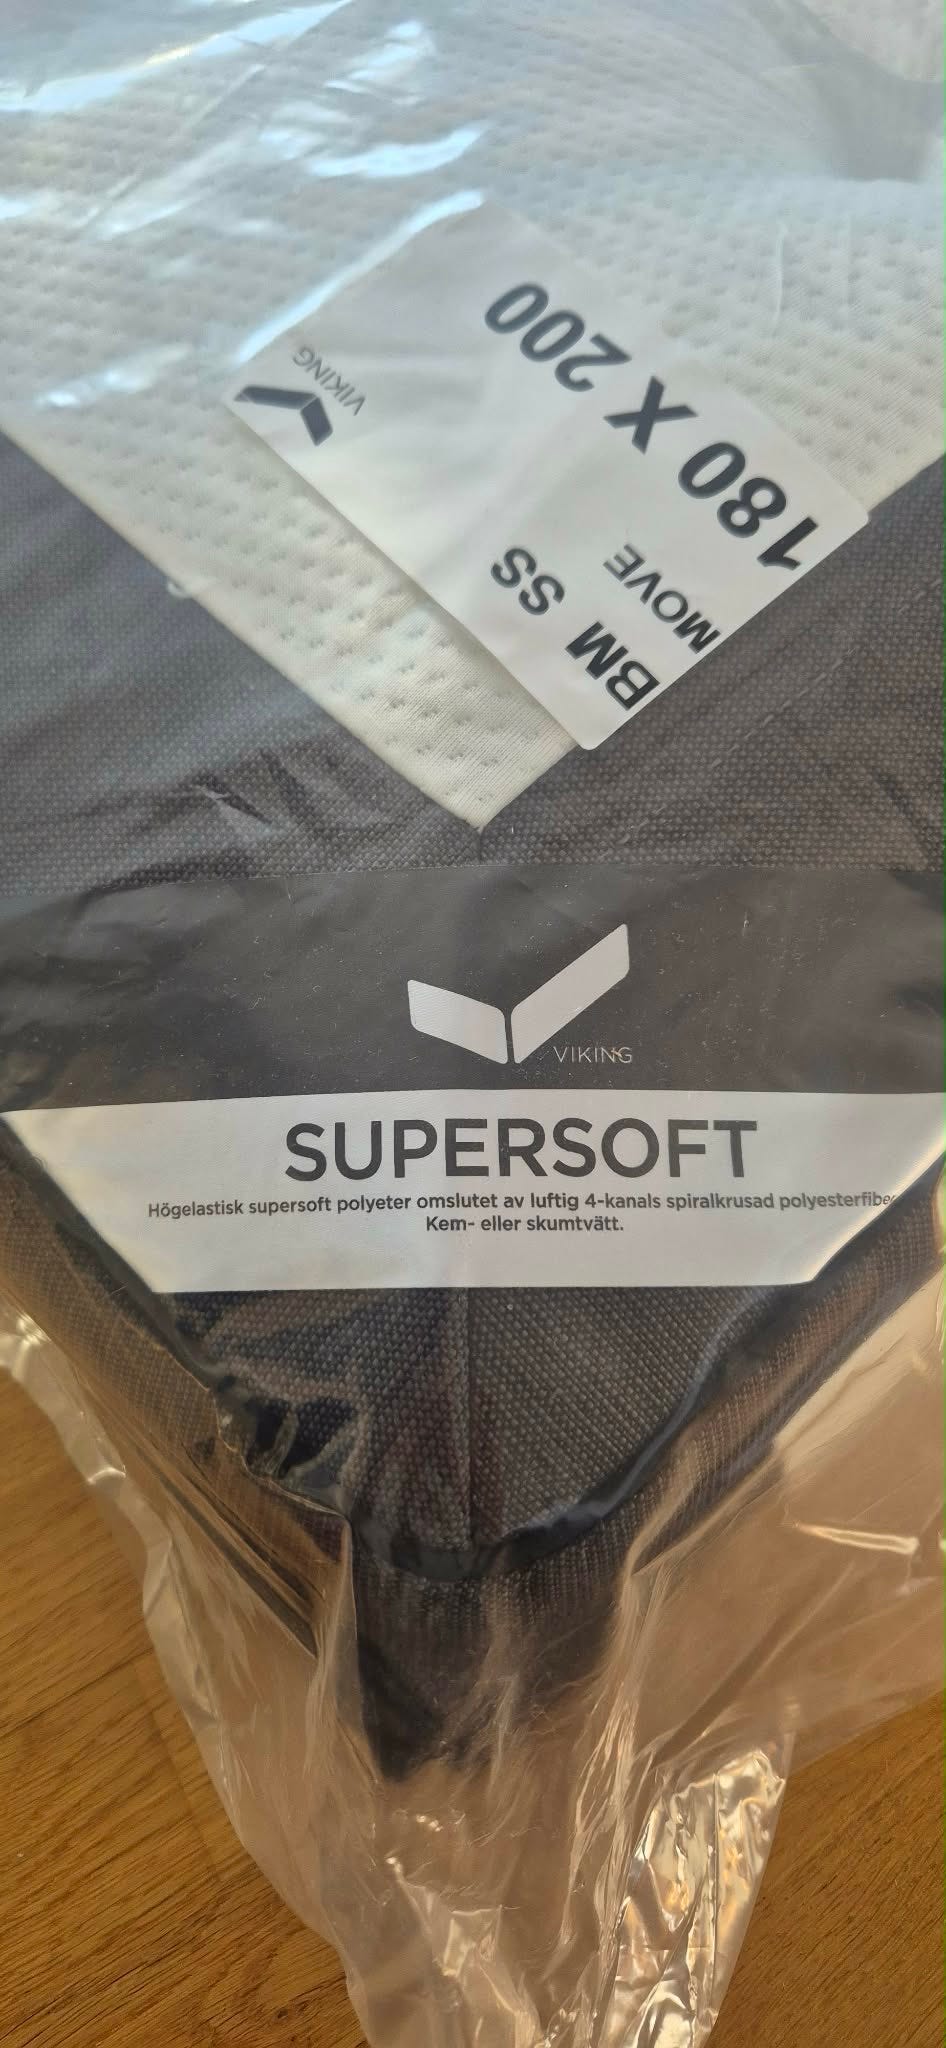 180 X 200
MOVE
BM SS
VIKING
VIKING
SUPERSOFT
Högelastisk supersoft polyeter omslutet av luftig 4-kanals spiralkrusad polyesterfiber
Kem- eller skumtvätt.